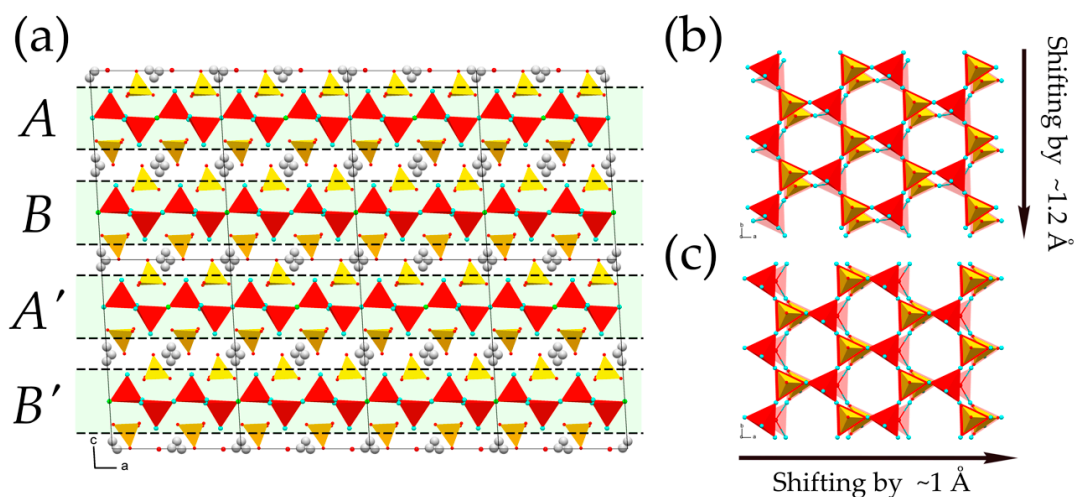 (a)
A
B
A′
B′
c
a
(b)
b
a
Shifting by ~1.2 Å
(c)
b
a
Shifting by ~1 Å